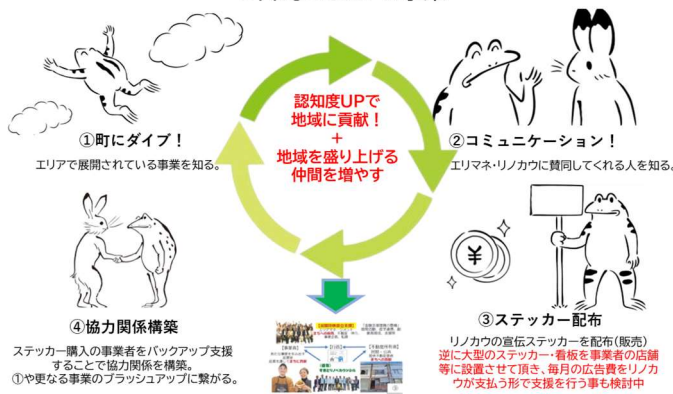 認知度UPで
地域に貢献！
＋
地域を盛り上げる
仲間を増やす
①町にダイブ！
エリアで展開されている事業を知る。
②コミュニケーション！
エリマネ・リノカウに賛同してくれる人を知る。
③ステッカー配布
リノカウの宣伝ステッカーを配布（販売）
逆に大型のステッカー・看板を事業者の店舗
等に設置させて頂き、毎月の広告費をリノカ
ウが支払う形で支援を行う事も検討中
¥
④協力関係構築
ステッカー購入の事業者をバックアップ支援
することで協力関係を構築。
①や更なる事業のブラッシュアップに繋がる。